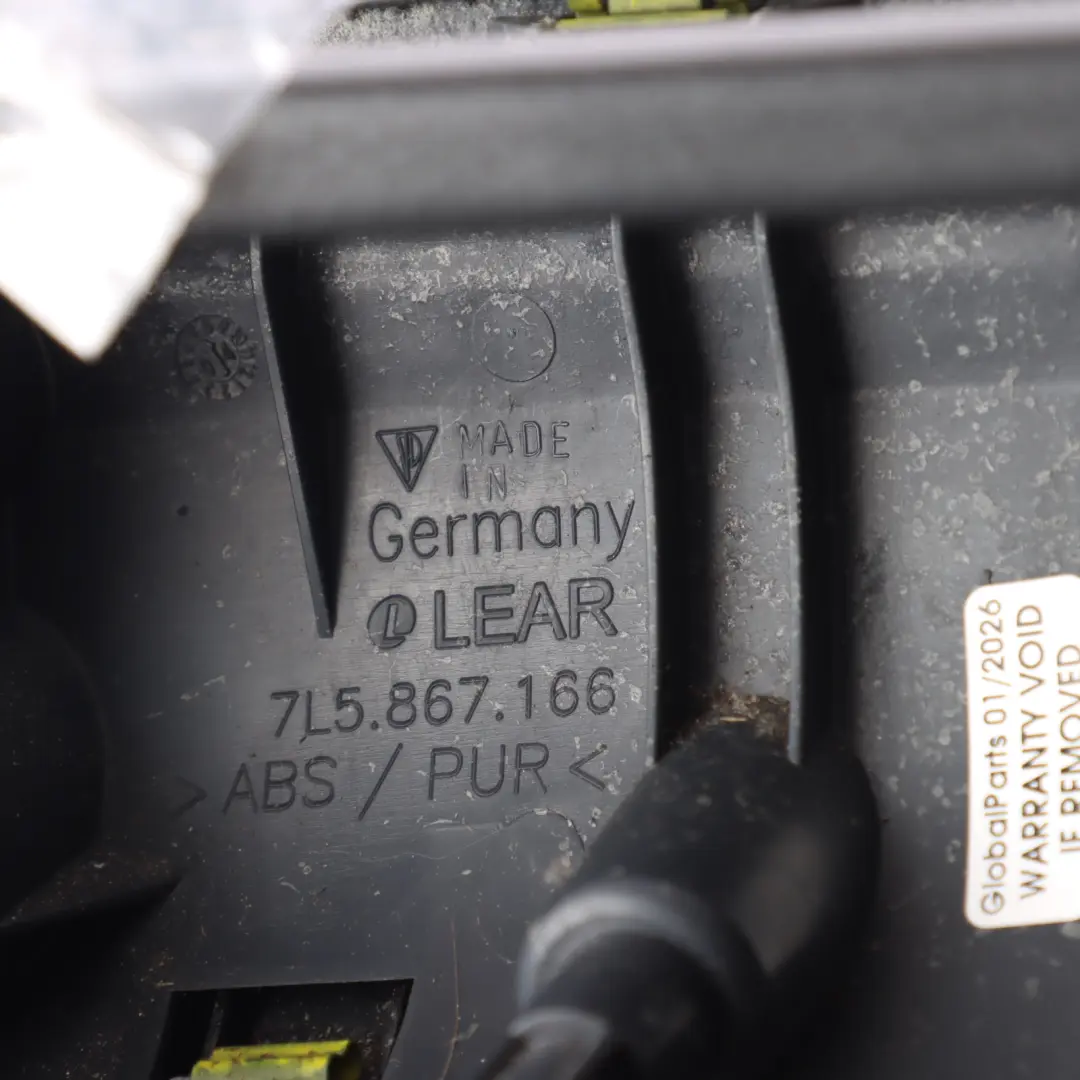 MADE
IN
Germany
LEAR
7L5.867.166
>ABS / PUR<
GlobalParts 01/2026
WARRANTY VOID
IF REMOVED